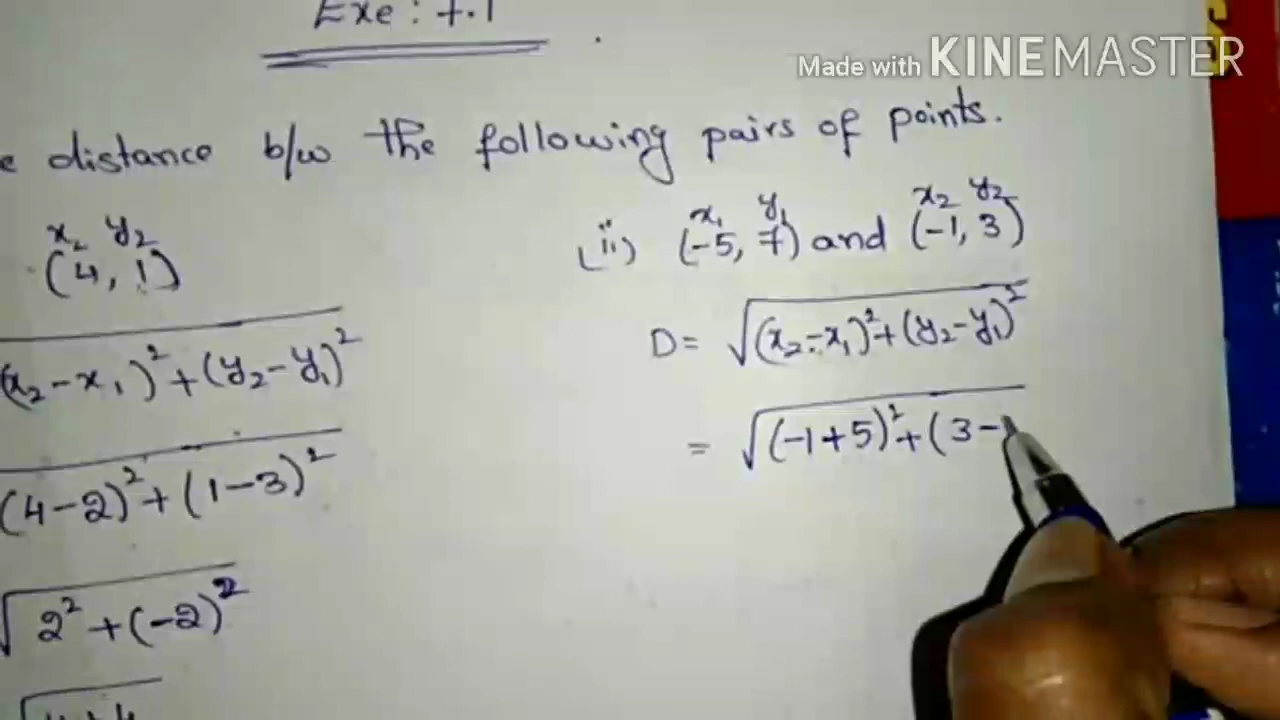 Exe: 7.1
Made with KINEMASTER
e distance b/w the following pairs of points.
x₂ y₂
(4, 1)
(x₂-x₁)²+(y₂-y₁)²
(4-2)²+(1-3)²
√2²+(-2)²
√4+4
x₁ y₁ x₂ y₂
(ii) (-5, 7) and (-1, 3)
D= √(x₂-x₁)²+(y₂-y₁)²
= √(-1+5)²+(3-